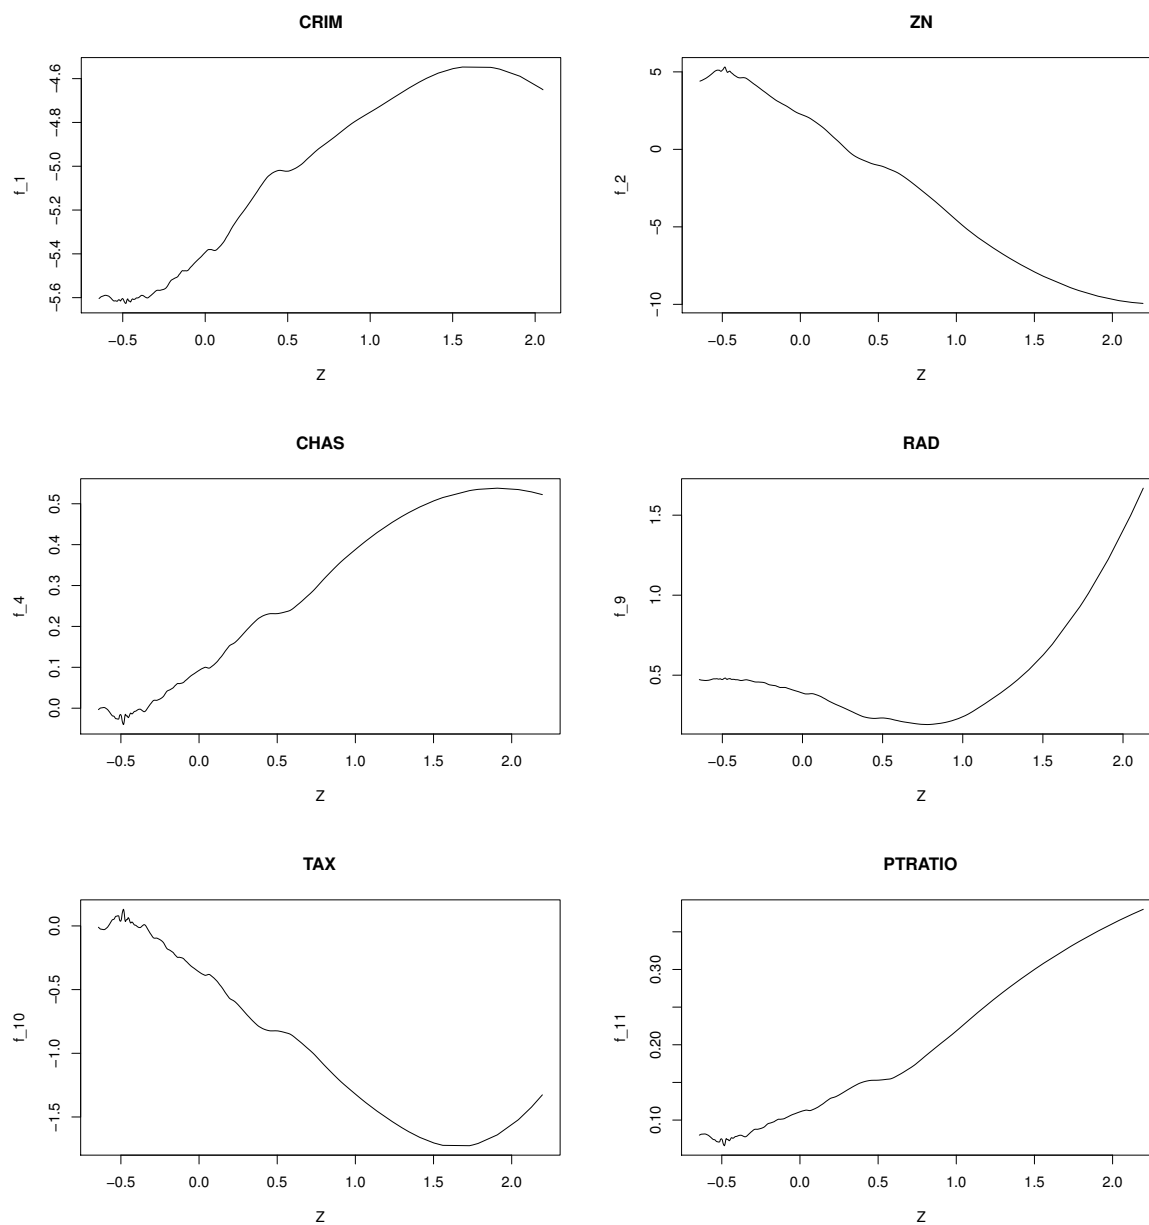 CRIM
f_1
−4.6
−4.8
−5.0
−5.2
−5.4
−5.6
−0.5 0.0 0.5 1.0 1.5 2.0
Z
ZN
f_2
5
0
−5
−10
−0.5 0.0 0.5 1.0 1.5 2.0
Z
CHAS
f_4
0.5
0.4
0.3
0.2
0.1
0.0
−0.5 0.0 0.5 1.0 1.5 2.0
Z
RAD
f_9
1.5
1.0
0.5
−0.5 0.0 0.5 1.0 1.5 2.0
Z
TAX
f_10
0.0
−0.5
−1.0
−1.5
−0.5 0.0 0.5 1.0 1.5 2.0
Z
PTRATIO
f_11
0.30
0.20
0.10
−0.5 0.0 0.5 1.0 1.5 2.0
Z